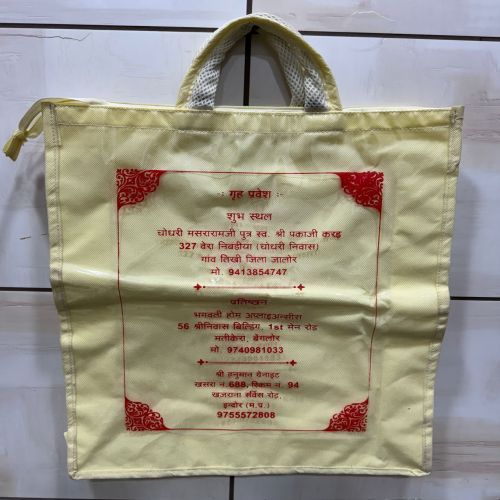 -: गृह प्रवेश :-
शुभ स्थल
चोधरी मसरारामजी पुत्र स्व. श्री पकाजी करड़
327 वेरा निबडीया (चोधरी निवास)
गांव लिखी जिला जालोर
मो. 9413854747
प्रतिष्ठान
भगवती होम अप्लाइअन्सीस
56 श्रीनिवास बिल्डिंग, 1st मेन रोड़
मतीकेरा, बेंगलोर
मो. 9740981033
श्री हनुमान ग्रेनाइट
खसरा न.688, स्किम न. 94
खजराना सर्विस रोड़,
इन्दोर (म.प्र.)
9755572808